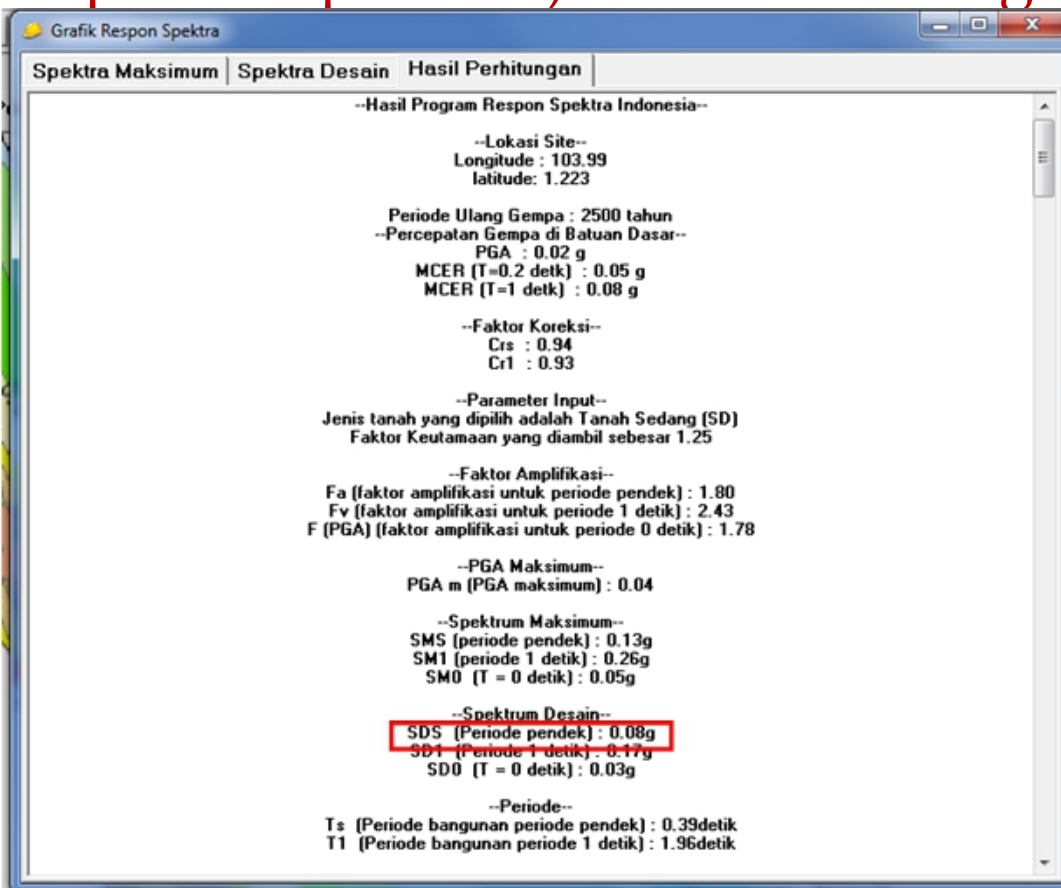 Grafik Respon Spektra
Spektra Maksimum Spektra Desain Hasil Perhitungan
--Hasil Program Respon Spektra Indonesia--
--Lokasi Site--
Longitude : 103.99
latitude: 1.223
Periode Ulang Gempa : 2500 tahun
--Percepatan Gempa di Batuan Dasar--
PGA : 0.02 g
MCER (T=0.2 detk) : 0.05 g
MCER (T=1 detk) : 0.08 g
--Faktor Koreksi--
Crs : 0.94
Cr1 : 0.93
--Parameter Input--
Jenis tanah yang dipilih adalah Tanah Sedang (SD)
Faktor Keutamaan yang diambil sebesar 1.25
--Faktor Amplifikasi--
Fa (faktor amplifikasi untuk periode pendek) : 1.80
Fv (faktor amplifikasi untuk periode 1 detik) : 2.43
F (PGA) (faktor amplifikasi untuk periode 0 detik) : 1.78
--PGA Maksimum--
PGA m (PGA maksimum) : 0.04
--Spektrum Maksimum--
SMS (periode pendek) : 0.13g
SM1 (periode 1 detik) : 0.26g
SM0 (T = 0 detik) : 0.05g
--Spektrum Desain--
SDS (Periode pendek) : 0.08g
SD1 (Periode 1 detik) : 0.17g
SD0 (T = 0 detik) : 0.03g
--Periode--
Ts (Periode bangunan periode pendek) : 0.39detik
T1 (Periode bangunan periode 1 detik) : 1.96detik